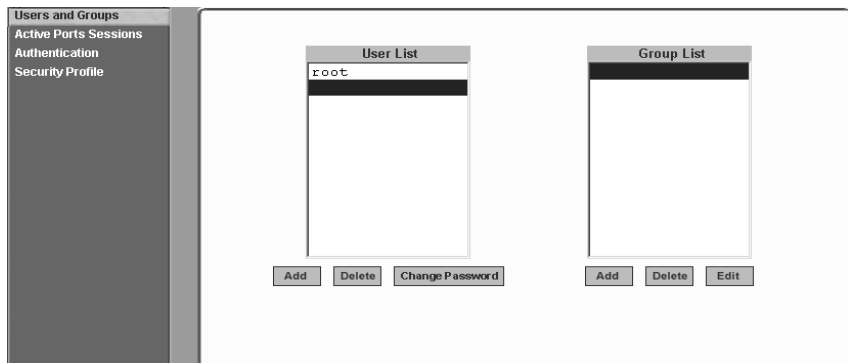 Users and Groups
Active Ports Sessions
Authentication
Security Profile
User List
root
Add Delete Change Password
Group List
Add Delete Edit